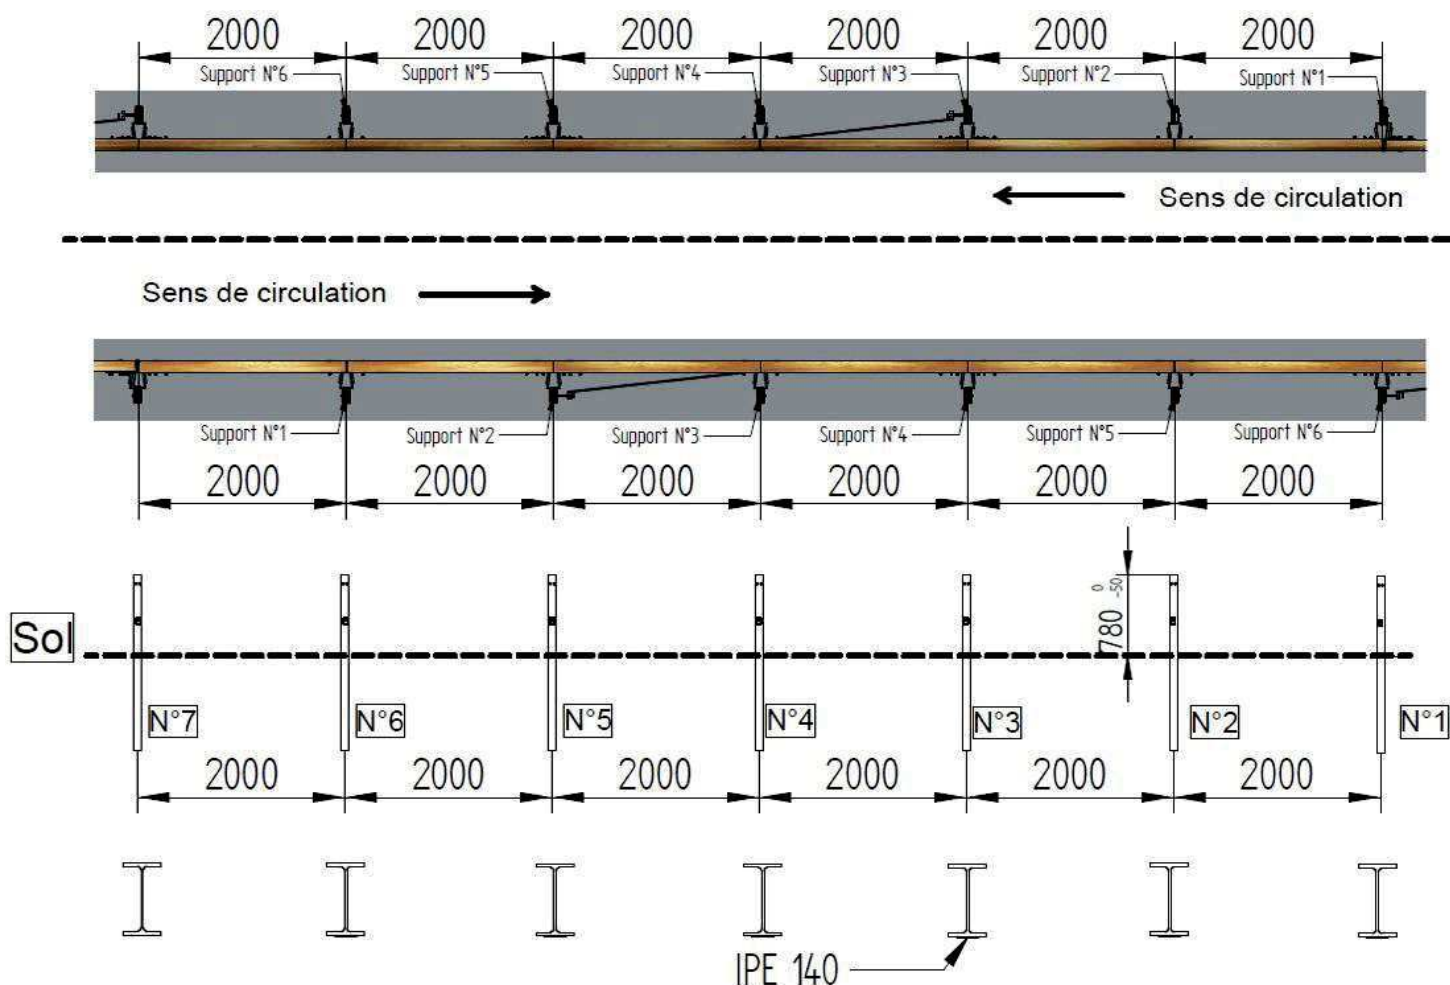 2000 2000 2000 2000 2000 2000
Support N°6 Support N°5 Support N°4 Support N°3 Support N°2 Support N°1
Sens de circulation
Sens de circulation
Support N°1 Support N°2 Support N°3 Support N°4 Support N°5 Support N°6
2000 2000 2000 2000 2000 2000
780 0 -50
Sol
N°7 N°6 N°5 N°4 N°3 N°2 N°1
2000 2000 2000 2000 2000 2000
IPE 140